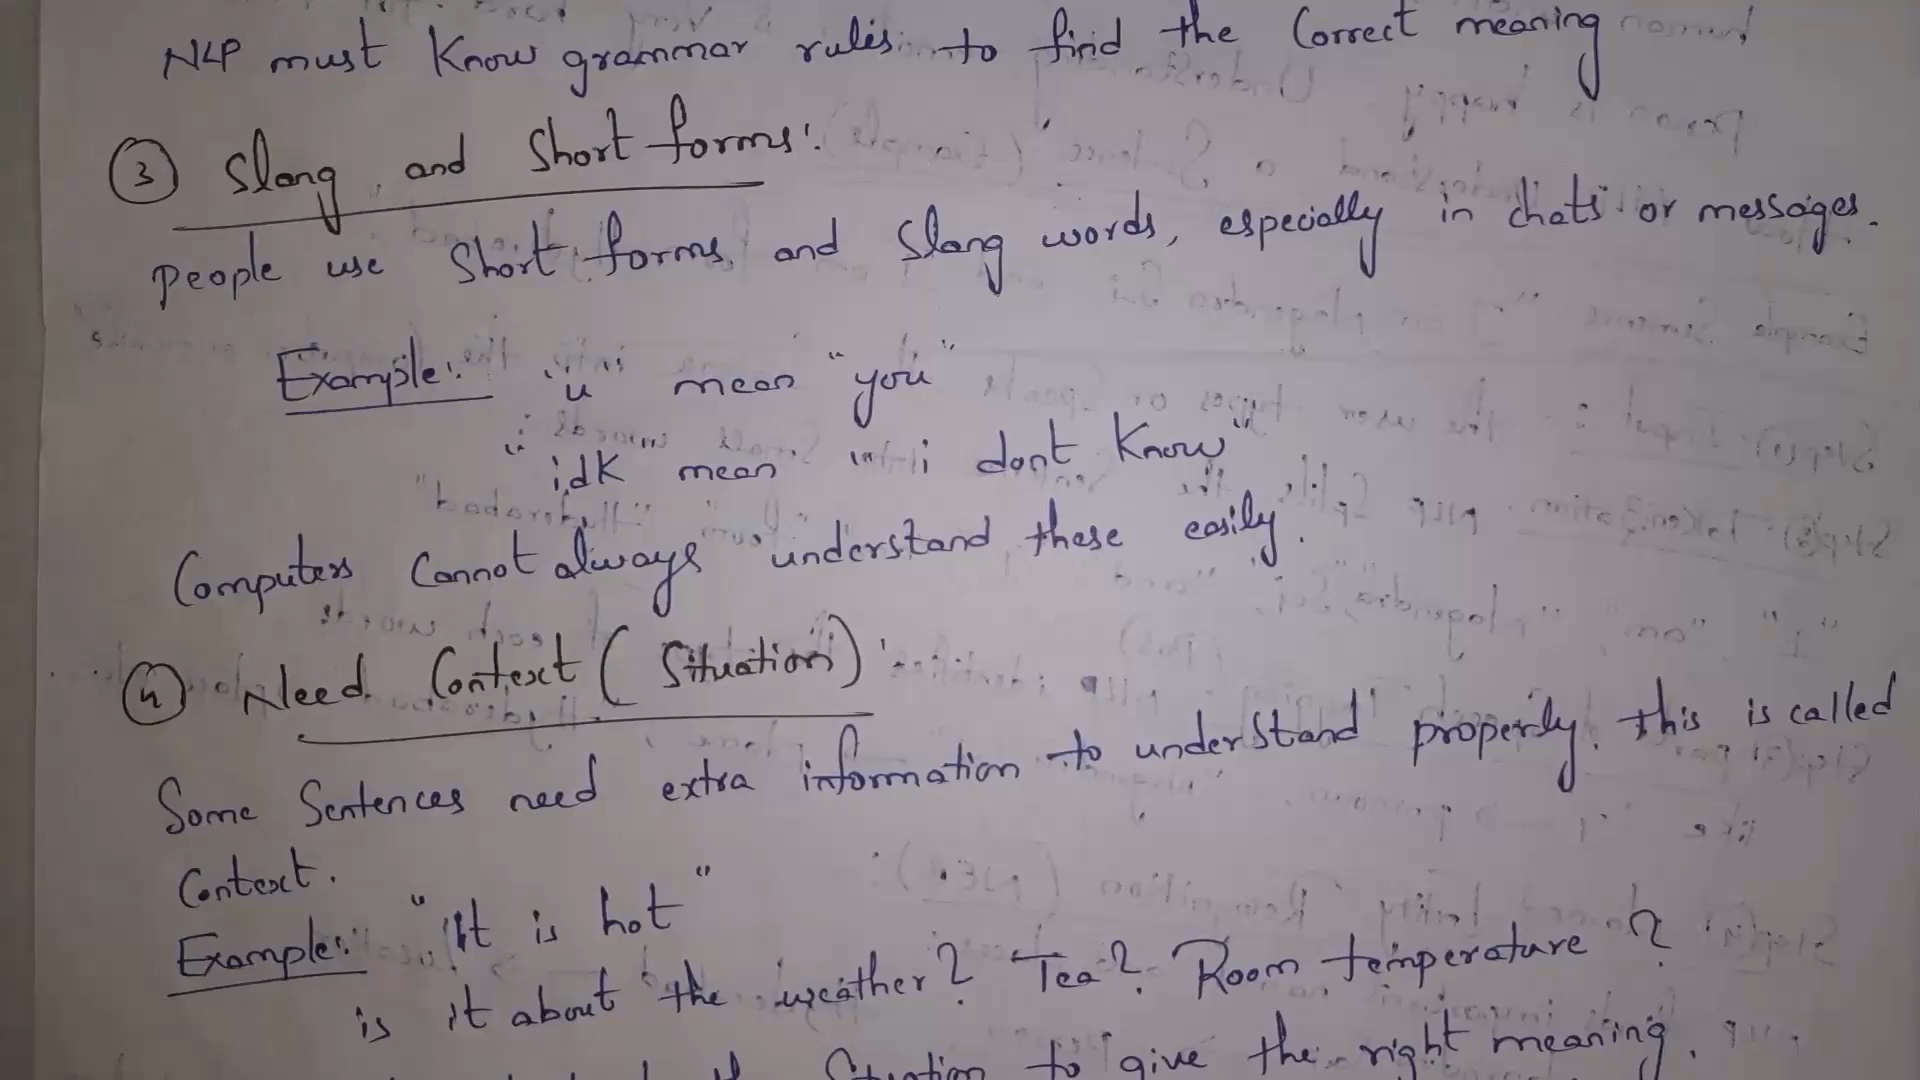 NLP must know grammar rules to find the correct meaning
③ Slang and Short forms:
People use Short forms and Slang words, especially in chats or messages.
Example: "u" mean "you"
"idk" mean "i dont know"
Computers cannot always understand these easily.
④ Need Context (Situation):
Some Sentences need extra information to understand properly. this is called
Context.
Example: "It is hot"
is it about the weather? Tea? Room temperature?
Situation to give the right meaning.